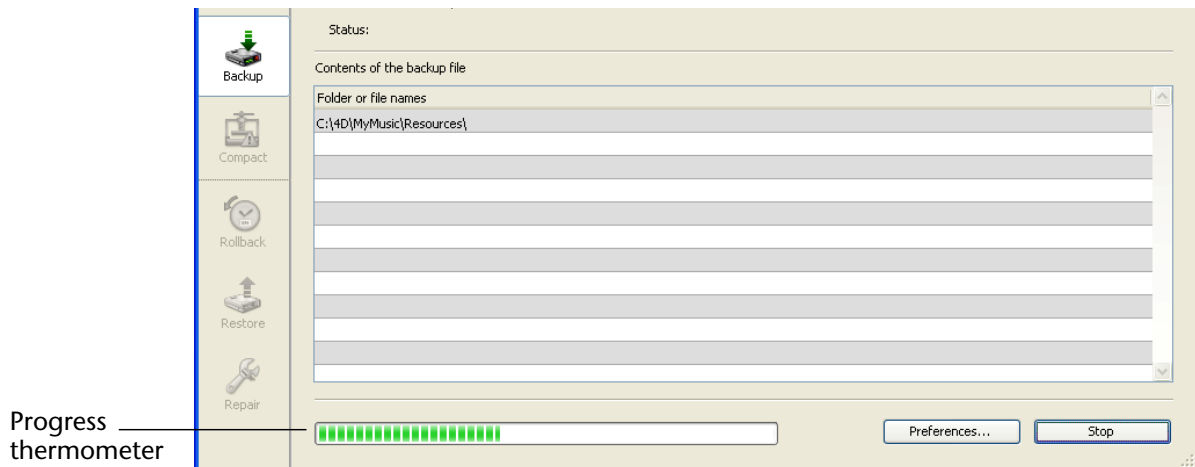 Status:
Backup
Contents of the backup file
Folder or file names
C:\4D\MyMusic\Resources\
Compact
Rollback
Restore
Repair
Progress
thermometer
Preferences...
Stop